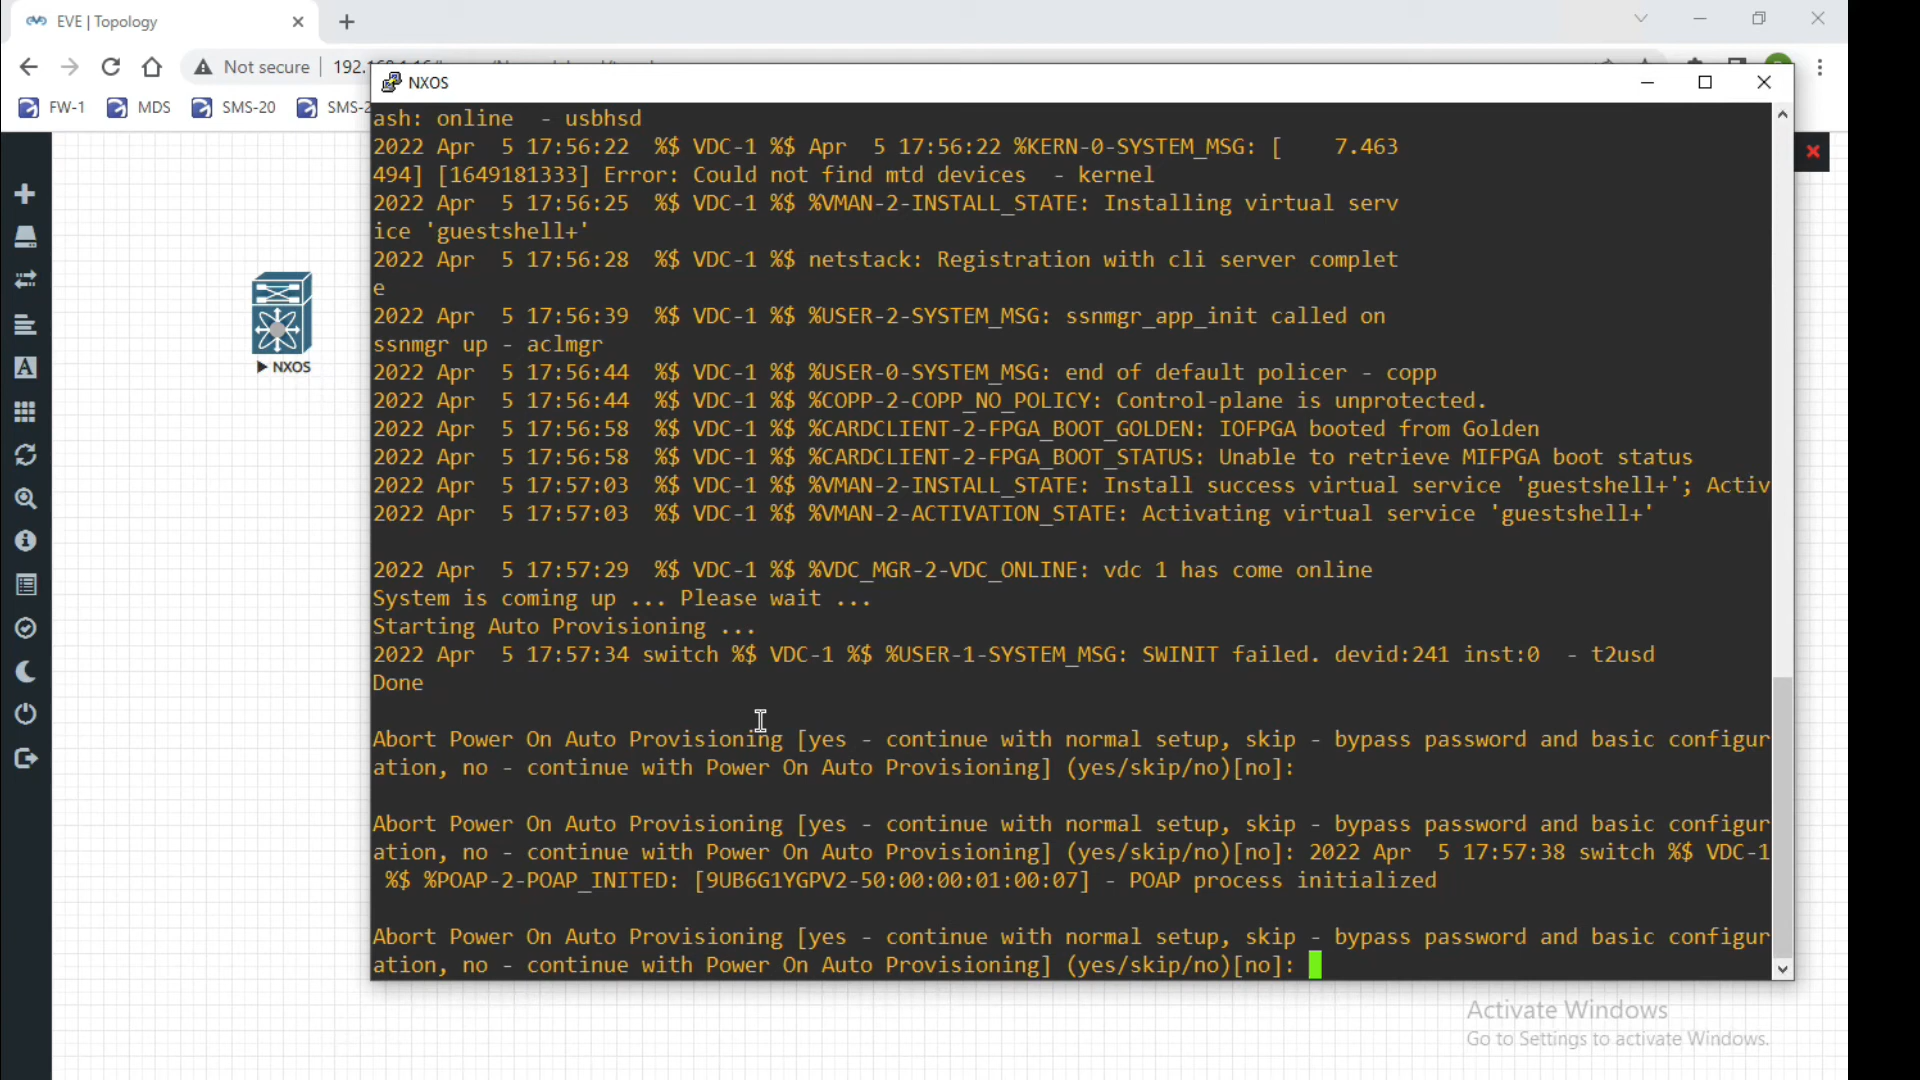 EVE | Topology
Not secure
192.
FW-1 MDS SMS-20 SMS-2
NXOS
ash: online - usbhsd
2022 Apr 5 17:56:22 %$ VDC-1 %$ Apr 5 17:56:22 %KERN-0-SYSTEM_MSG: [ 7.463
494] [1649181333] Error: Could not find mtd devices - kernel
2022 Apr 5 17:56:25 %$ VDC-1 %$ %VMAN-2-INSTALL_STATE: Installing virtual serv
ice 'guestshell+'
2022 Apr 5 17:56:28 %$ VDC-1 %$ netstack: Registration with cli server complet
e
2022 Apr 5 17:56:39 %$ VDC-1 %$ %USER-2-SYSTEM_MSG: ssnmgr_app_init called on
ssnmgr up - aclmgr
2022 Apr 5 17:56:44 %$ VDC-1 %$ %USER-0-SYSTEM_MSG: end of default policer - copp
2022 Apr 5 17:56:44 %$ VDC-1 %$ %COPP-2-COPP_NO_POLICY: Control-plane is unprotected.
2022 Apr 5 17:56:58 %$ VDC-1 %$ %CARDCLIENT-2-FPGA_BOOT_GOLDEN: IOFPGA booted from Golden
2022 Apr 5 17:56:58 %$ VDC-1 %$ %CARDCLIENT-2-FPGA_BOOT_STATUS: Unable to retrieve MIFPGA boot status
2022 Apr 5 17:57:03 %$ VDC-1 %$ %VMAN-2-INSTALL_STATE: Install success virtual service 'guestshell+'; Activ
2022 Apr 5 17:57:03 %$ VDC-1 %$ %VMAN-2-ACTIVATION_STATE: Activating virtual service 'guestshell+'
2022 Apr 5 17:57:29 %$ VDC-1 %$ %VDC_MGR-2-VDC_ONLINE: vdc 1 has come online
System is coming up ... Please wait ...
Starting Auto Provisioning ...
2022 Apr 5 17:57:34 switch %$ VDC-1 %$ %USER-1-SYSTEM_MSG: SWINIT failed. devid:241 inst:0 - t2usd
Done
Abort Power On Auto Provisioning [yes - continue with normal setup, skip - bypass password and basic configur
ation, no - continue with Power On Auto Provisioning] (yes/skip/no)[no]:
Abort Power On Auto Provisioning [yes - continue with normal setup, skip - bypass password and basic configur
ation, no - continue with Power On Auto Provisioning] (yes/skip/no)[no]: 2022 Apr 5 17:57:38 switch %$ VDC-1
%$ %POAP-2-POAP_INITED: [9UB6G1YGPV2-50:00:00:01:00:07] - POAP process initialized
Abort Power On Auto Provisioning [yes - continue with normal setup, skip - bypass password and basic configur
ation, no - continue with Power On Auto Provisioning] (yes/skip/no)[no]:
NXOS
Activate Windows
Go to Settings to activate Windows.